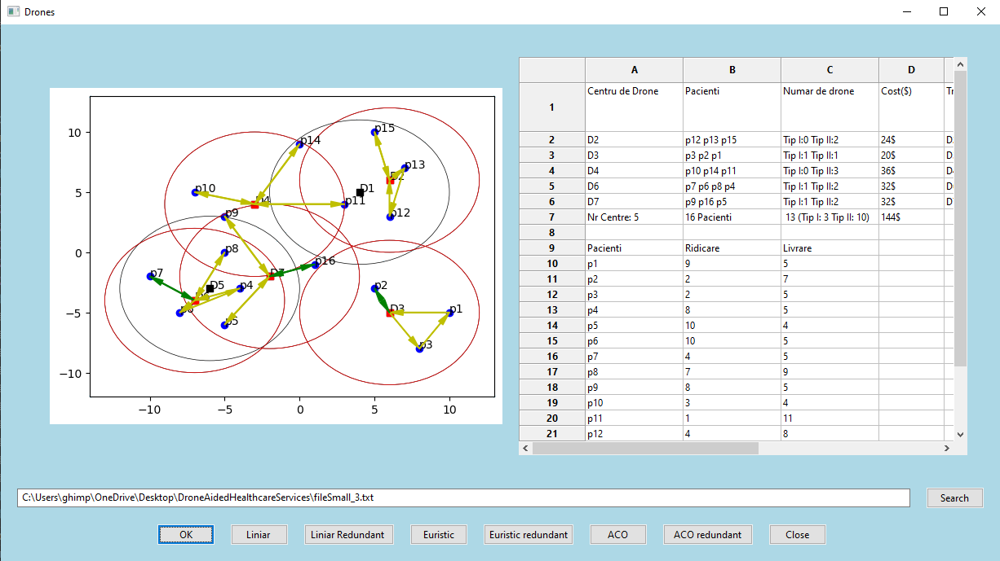 Drones
A B C D
1 Centru de Drone Pacienti Numar de drone Cost($) Tr
2 D2 p12 p13 p15 Tip I:0 Tip II:2 24$ D
3 D3 p3 p2 p1 Tip I:1 Tip II:1 20$ D
4 D4 p10 p14 p11 Tip I:0 Tip II:3 36$ D
5 D6 p7 p6 p8 p4 Tip I:1 Tip II:2 32$ D
6 D7 p9 p16 p5 Tip I:1 Tip II:2 32$ D
7 Nr Centre: 5 16 Pacienti 13 (Tip I: 3 Tip II: 10) 144$
8
9 Pacienti Ridicare Livrare
10 p1 9 5
11 p2 2 7
12 p3 2 5
13 p4 8 5
14 p5 10 4
15 p6 10 5
16 p7 4 5
17 p8 7 9
18 p9 8 5
19 p10 3 4
20 p11 1 11
21 p12 4 8
10
5
0
−5
−10
−10 −5 0 5 10
p15
p14
p13
D2
p10
D1
D4
p11
p9
p12
p8
p16
p7
D7
D5
p4
p2
p6
D3
p1
p5
p3
C:\Users\ghimp\OneDrive\Desktop\DroneAidedHealthcareServices\fileSmall_3.txt
Search
OK Liniar Liniar Redundant Euristic Euristic redundant ACO ACO redundant Close